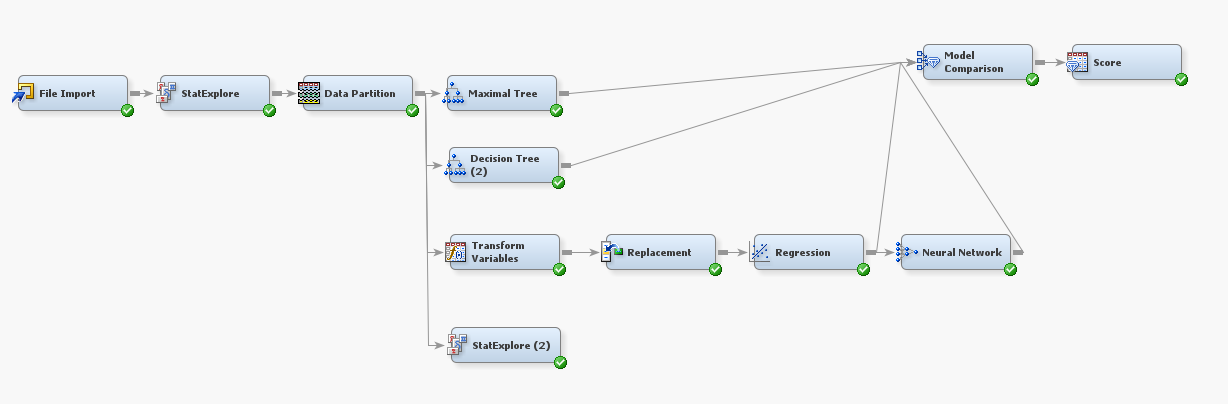 File Import
StatExplore
Data Partition
Maximal Tree
Model
Comparison
Score
Decision Tree
(2)
Transform
Variables
Replacement
Regression
Neural Network
StatExplore (2)